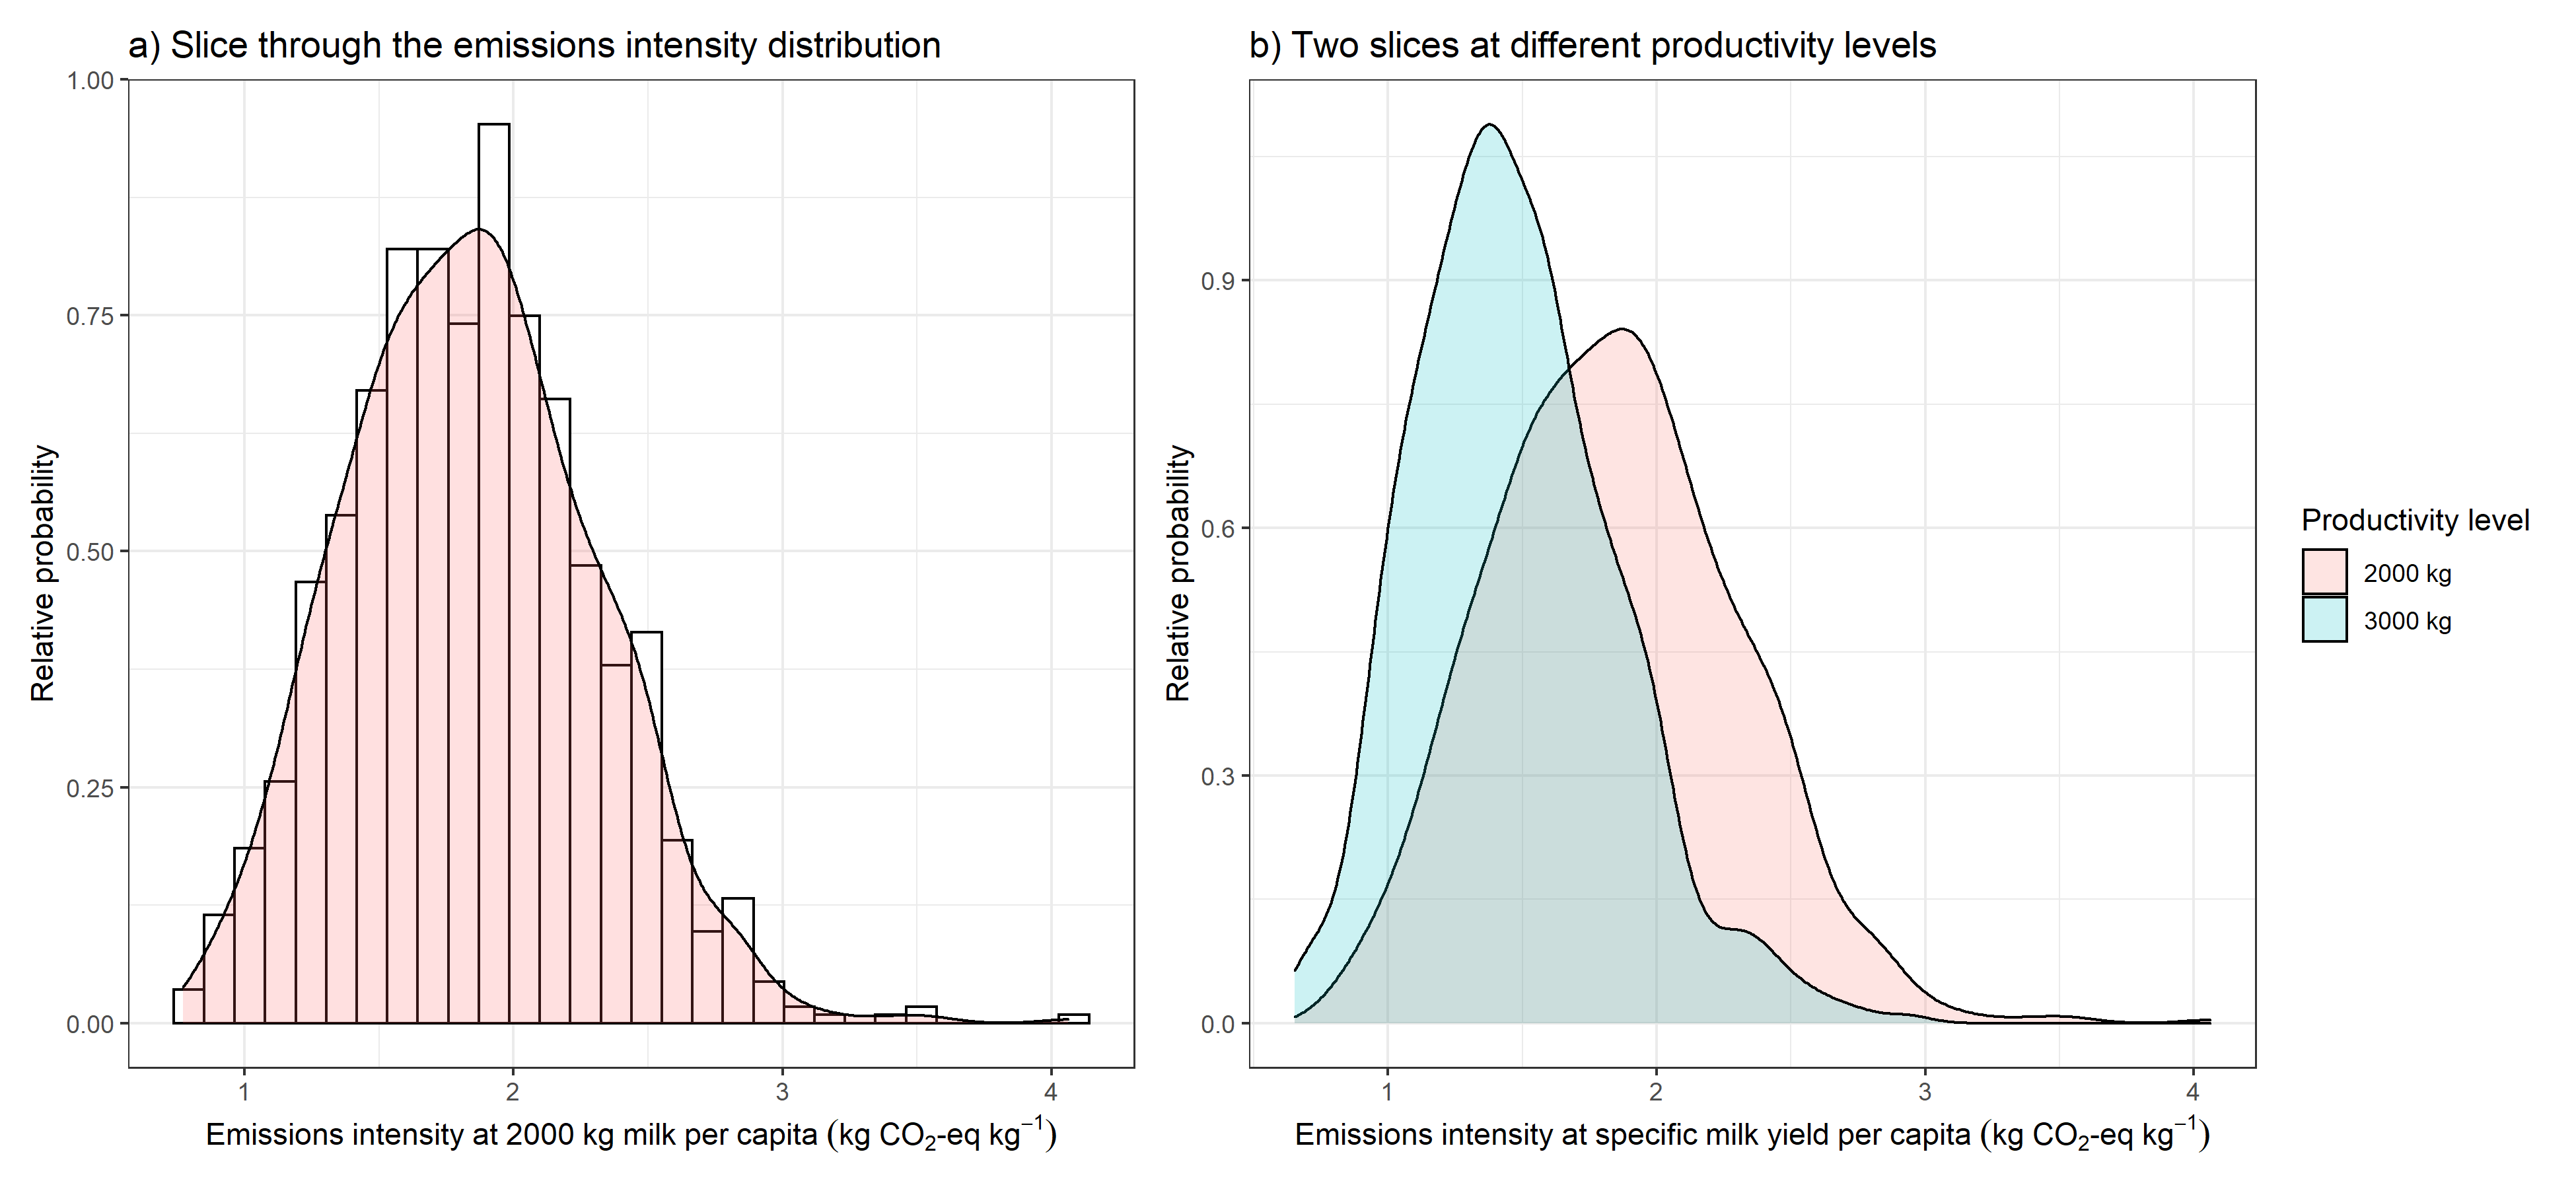 a) Slice through the emissions intensity distribution
1.00
0.75
0.50
0.25
0.00
Relative probability
1 2 3 4
Emissions intensity at 2000 kg milk per capita (kg CO₂-eq kg⁻¹)
b) Two slices at different productivity levels
0.9
0.6
0.3
0.0
Relative probability
1 2 3 4
Emissions intensity at specific milk yield per capita (kg CO₂-eq kg⁻¹)
Productivity level
2000 kg
3000 kg